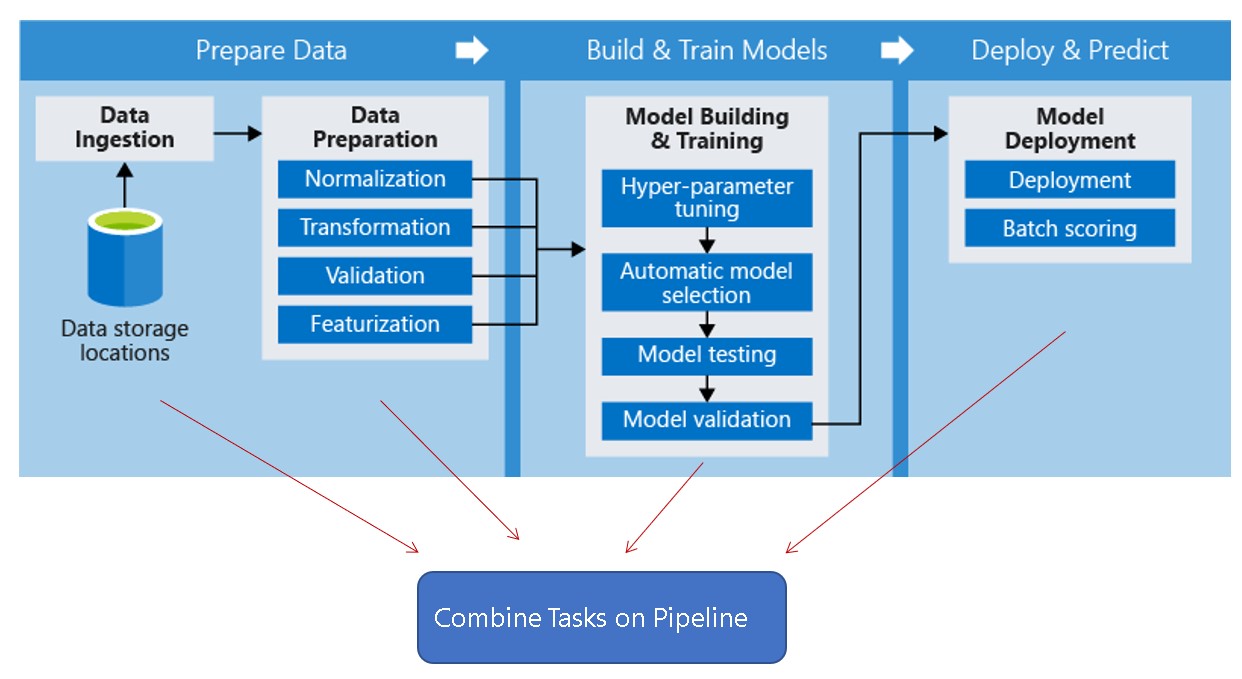 Prepare Data
Build & Train Models
Deploy & Predict
Data
Ingestion
Data storage
locations
Data
Preparation
Normalization
Transformation
Validation
Featurization
Model Building
& Training
Hyper-parameter
tuning
Automatic model
selection
Model testing
Model validation
Model
Deployment
Deployment
Batch scoring
Combine Tasks on Pipeline